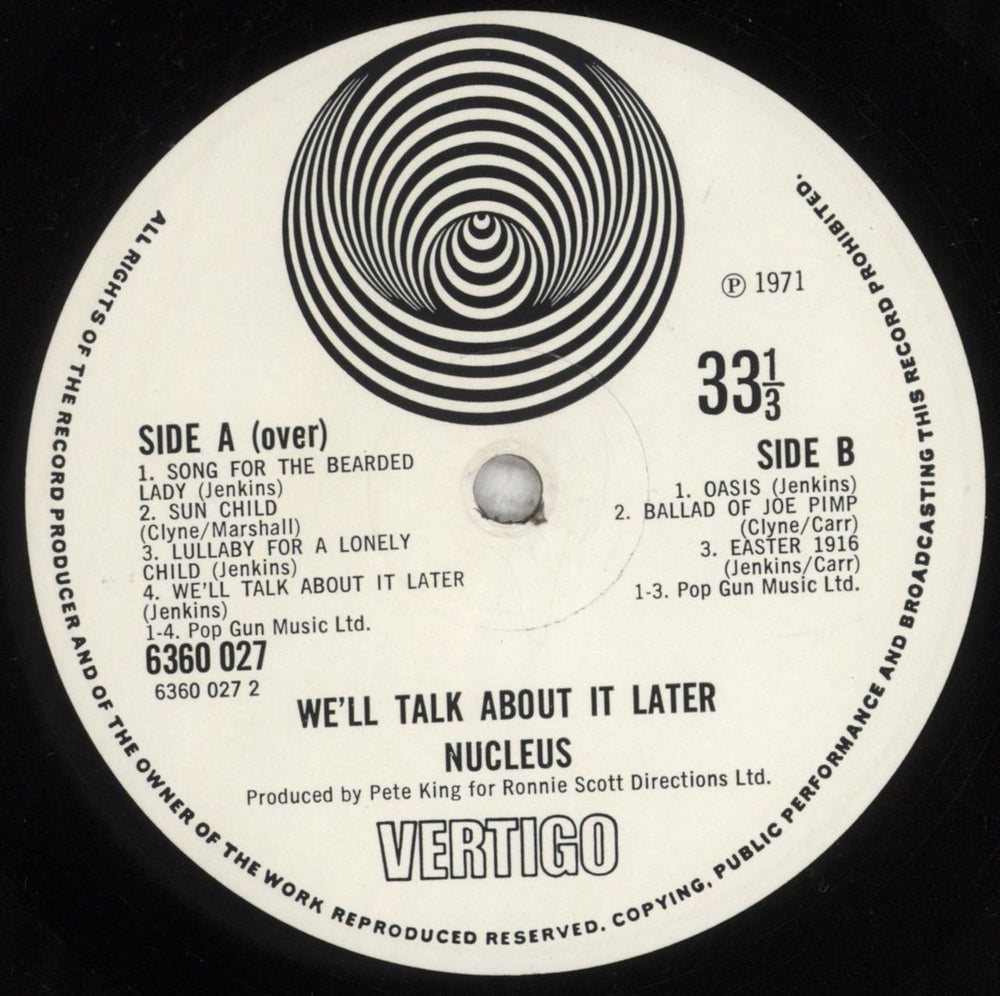 ALL RIGHTS OF THE RECORD PRODUCER AND OF THE OWNER OF THE WORK REPRODUCED RESERVED. COPYING, PUBLIC PERFORMANCE AND BROADCASTING THIS RECORD PROHIBITED.
Ⓟ 1971
33⅓
SIDE A (over)
1. SONG FOR THE BEARDED
LADY (Jenkins)
2. SUN CHILD
(Clyne/Marshall)
3. LULLABY FOR A LONELY
CHILD (Jenkins)
4. WE'LL TALK ABOUT IT LATER
(Jenkins)
1-4. Pop Gun Music Ltd.
6360 027
6360 027 2
SIDE B
1. OASIS (Jenkins)
2. BALLAD OF JOE PIMP
(Clyne/Carr)
3. EASTER 1916
(Jenkins/Carr)
1-3. Pop Gun Music Ltd.
WE'LL TALK ABOUT IT LATER
NUCLEUS
Produced by Pete King for Ronnie Scott Directions Ltd.
VERTIGO